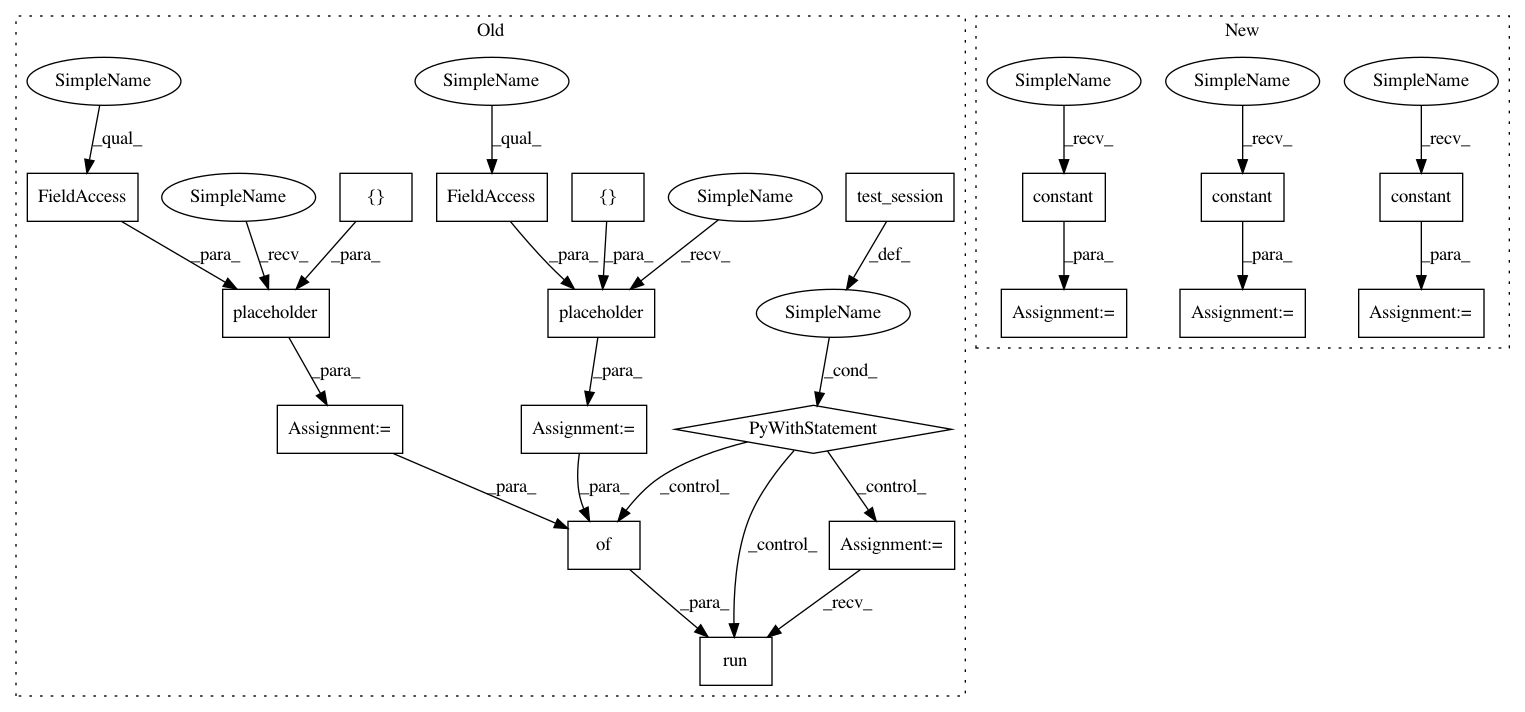 Old
New
SimpleName
SimpleName
SimpleName
SimpleName
SimpleName
_qual_
_qual_
_recv_
_recv_
_recv_
FieldAccess
SimpleName
{}
FieldAccess
{}
SimpleName
test_session
constant
constant
constant
_para_
_recv_
_para_
_para_
_para_
_recv_
_def_
_para_
_para_
_para_
placeholder
placeholder
SimpleName
Assignment:=
Assignment:=
Assignment:=
_para_
_para_
_cond_
Assignment:=
Assignment:=
PyWithStatement
_para_
_para_
_control_
_control_
of
_control_
Assignment:=
_para_
_recv_
run